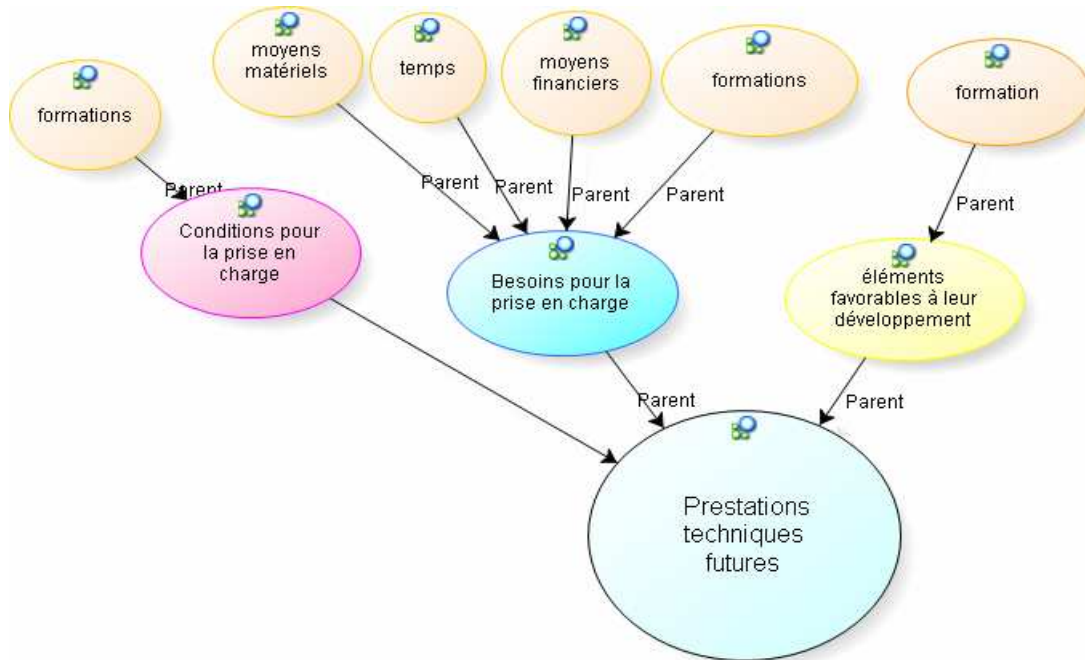 formations
moyens
matériels
temps
moyens
financiers
formations
formation
Parent
Parent
Parent
Parent
Parent
Parent
Conditions pour
la prise en
charge
Besoins pour la
prise en charge
éléments
favorables à leur
développement
Parent
Parent
Prestations
techniques
futures